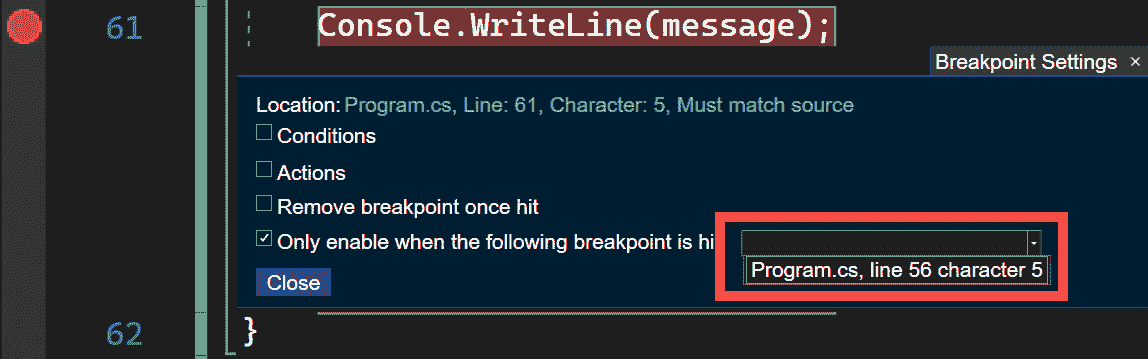 61 Console.WriteLine(message);
Breakpoint Settings ×
Location: Program.cs, Line: 61, Character: 5, Must match source
Conditions
Actions
Remove breakpoint once hit
Only enable when the following breakpoint is hi
Program.cs, line 56 character 5
Close
62 }